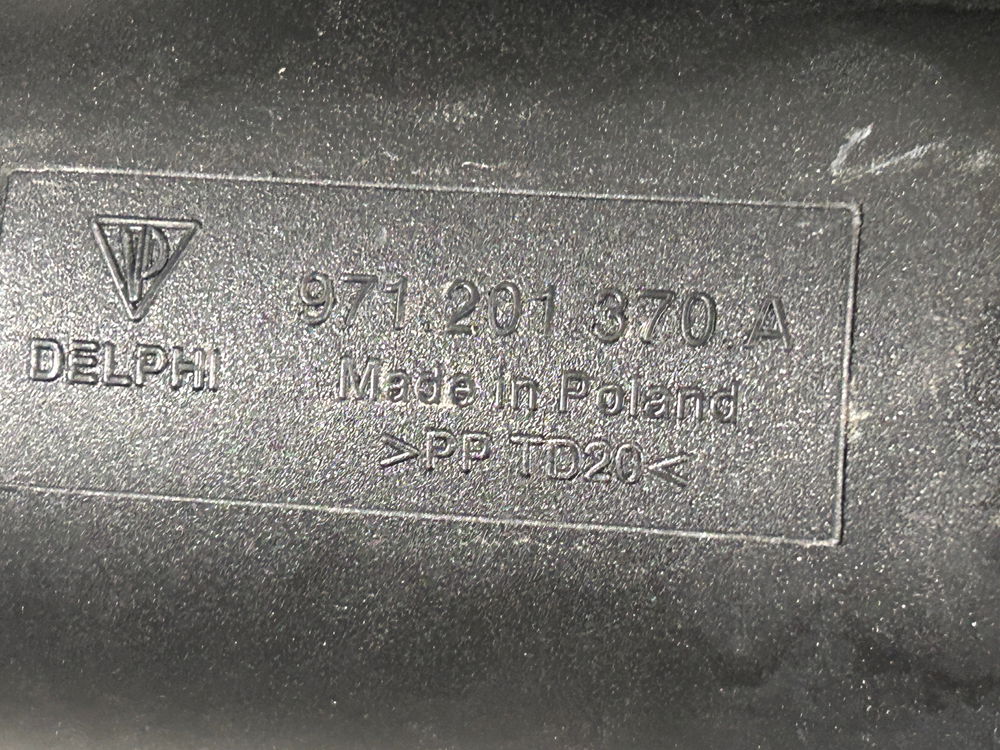 DELPHI
971.201.370.A
Made in Poland
>PP TD20<